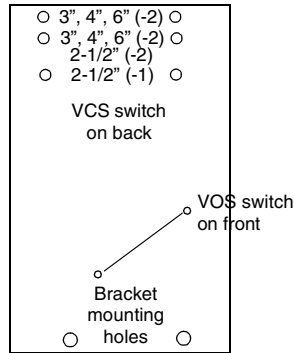 3”, 4”, 6” (-2)
3”, 4”, 6” (-2)
2-1/2” (-2)
2-1/2” (-1)
VCS switch
on back
VOS switch
on front
Bracket
mounting
holes